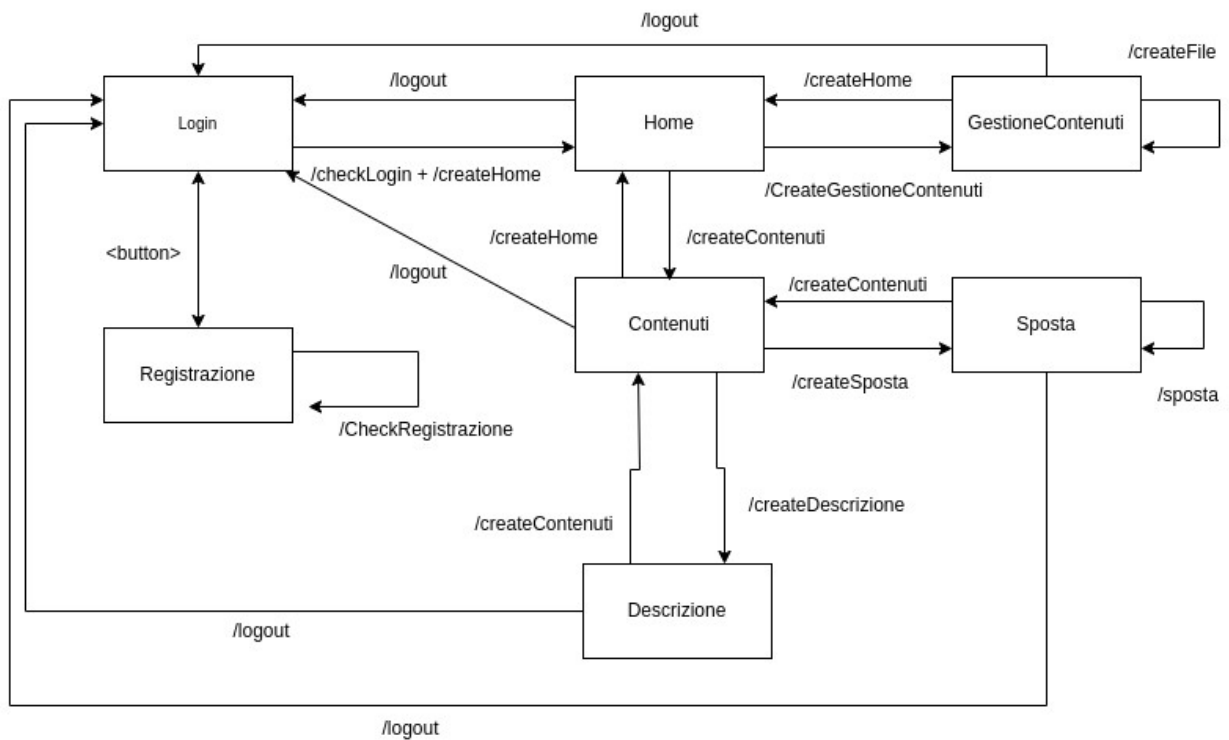 /logout
/createFile
/logout
/createHome
Login
Home
GestioneContenuti
/checkLogin + /createHome
/CreateGestioneContenuti
<button>
/createHome
/createContenuti
/logout
/createContenuti
Contenuti
Sposta
Registrazione
/createSposta
/sposta
/CheckRegistrazione
/createDescrizione
/createContenuti
Descrizione
/logout
/logout